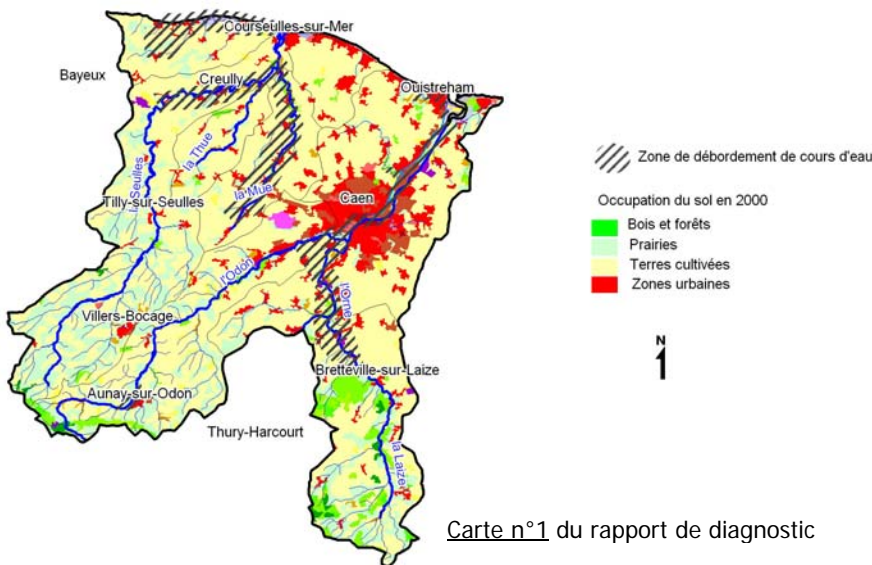 Courseulles-sur-Mer
Bayeux
Creully
Ouistreham
la Thue
la Seulles
la Mue
Caen
Tilly-sur-Seulles
l'Odon
l'Orne
Villers-Bocage
Bretteville-sur-Laize
Aunay-sur-Odon
Thury-Harcourt
la Laize
Zone de débordement de cours d'eau
Occupation du sol en 2000
Bois et forêts
Prairies
Terres cultivées
Zones urbaines
N
Carte n°1 du rapport de diagnostic